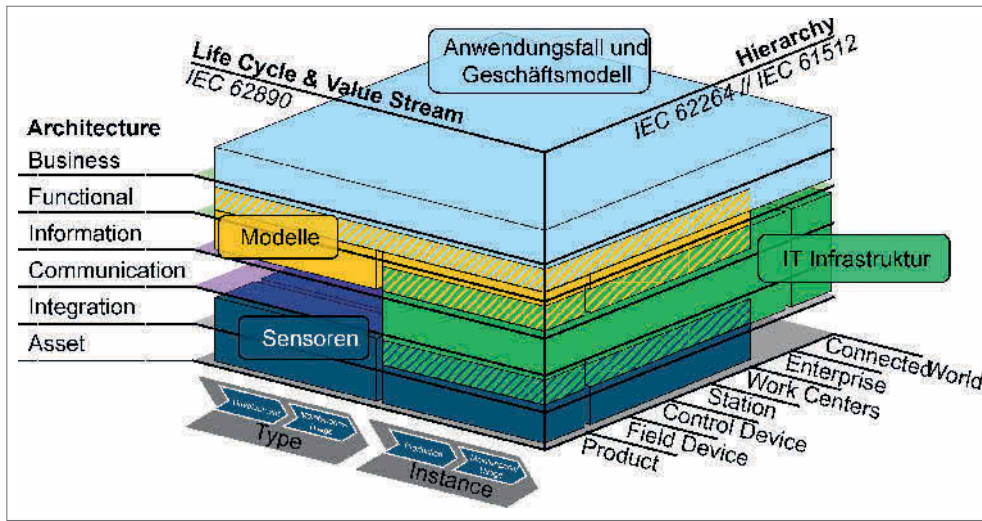 Anwendungsfall und
Geschäftsmodell
Life Cycle & Value Stream
IEC 62890
Hierarchy
IEC 62264 // IEC 61512
Architecture
Business
Functional
Information
Communication
Integration
Asset
Modelle
IT Infrastruktur
Sensoren
Connected World
Enterprise
Work Centers
Station
Control Device
Field Device
Product
Type
Production
Instance